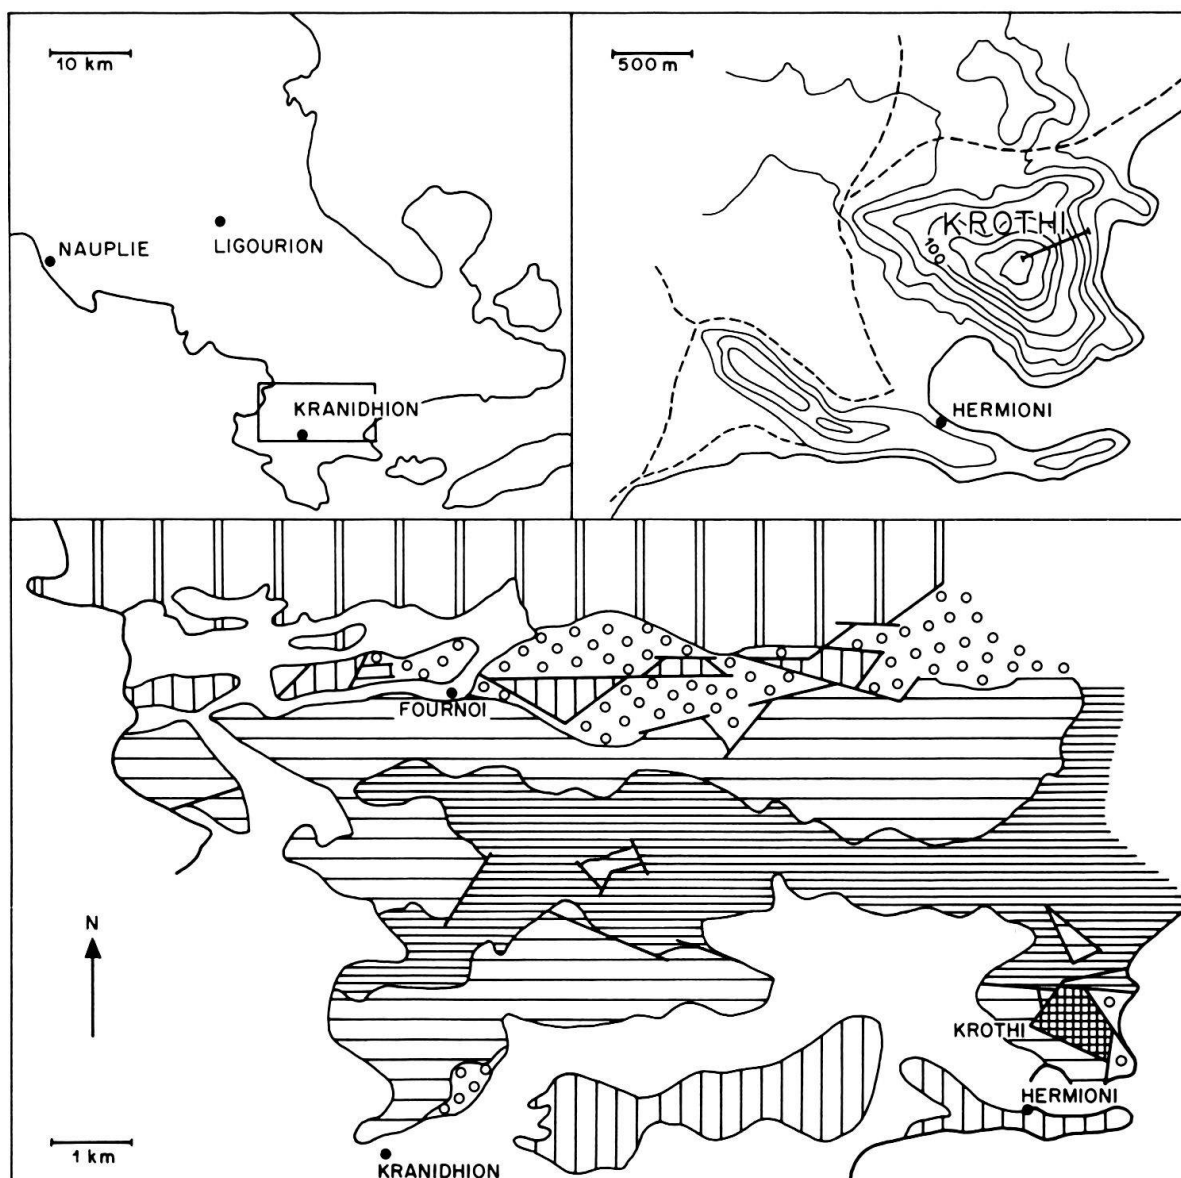 10 km
NAUPLIE
LIGOURION
KRANIDHION
500 m
KROTHI
100
HERMIONI
FOURNOI
N
KROTHI
HERMIONI
1 km
KRANIDHION